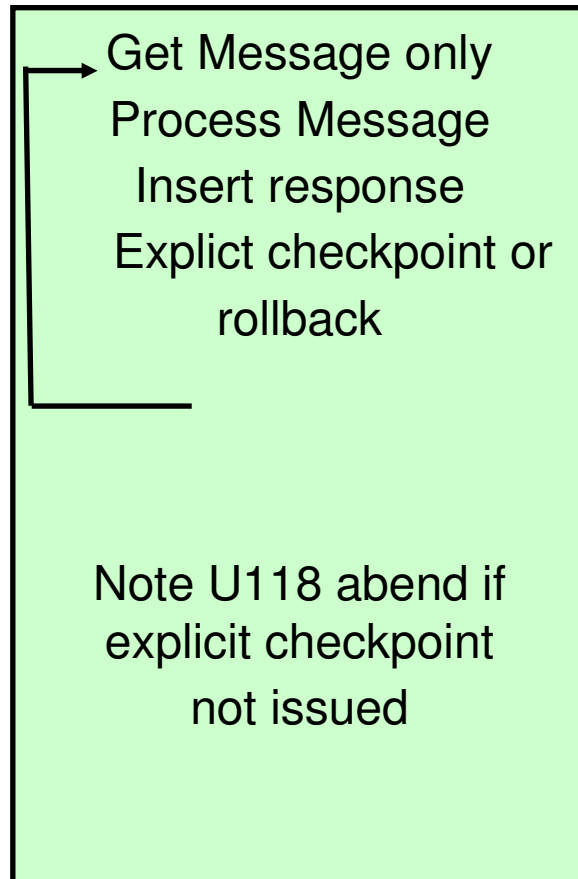 Get Message only
Process Message
Insert response
Explict checkpoint or
rollback
Note U118 abend if
explicit checkpoint
not issued